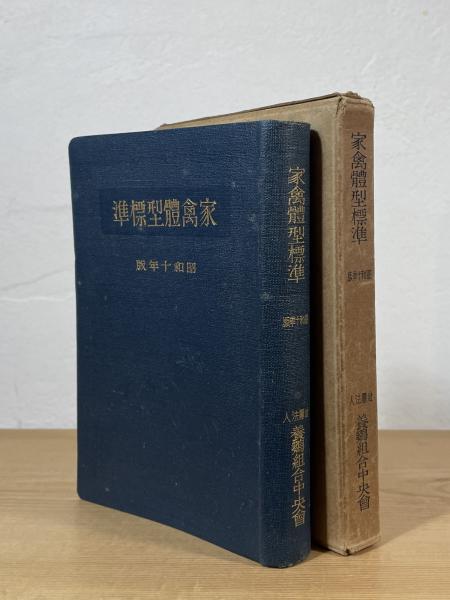 家禽體型標準
昭和十年版
家禽體型標準
昭和十年版
社團法人
養鷄組合中央會
家禽體型標準
昭和十年版
社團法人
養鷄組合中央會